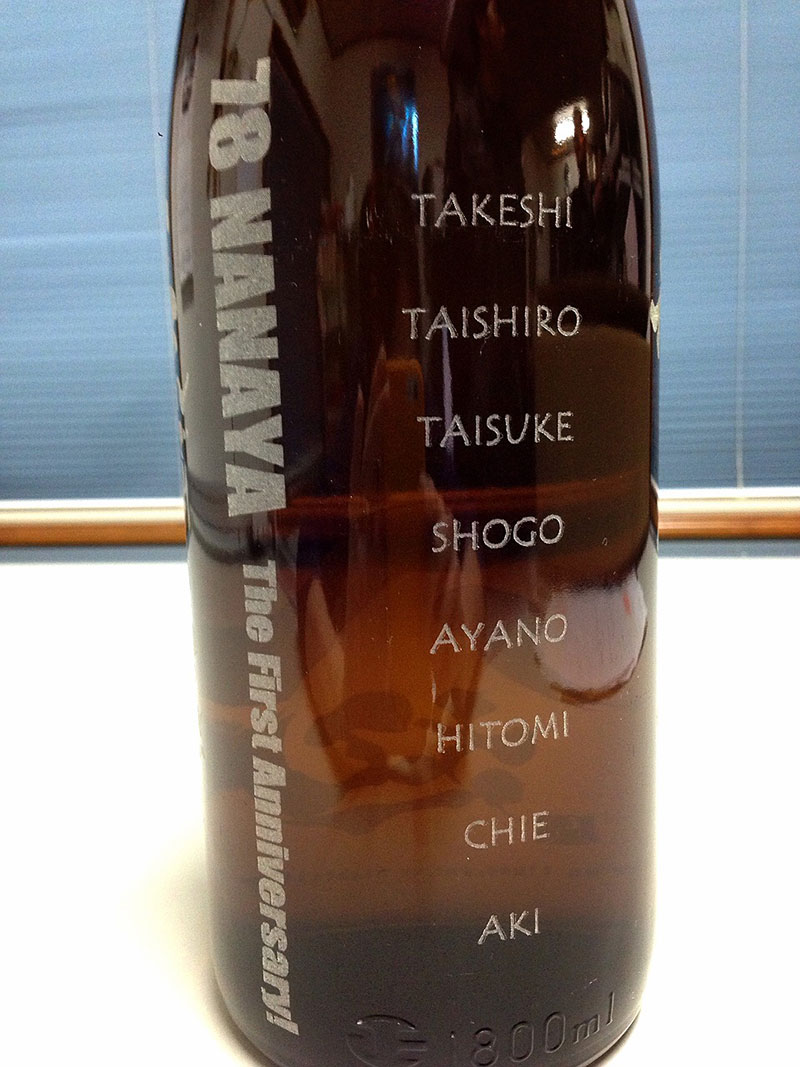 78 NANAYA The First Anniversary!
TAKESHI
TAISHIRO
TAISUKE
SHOGO
AYANO
HITOMI
CHIE
AKI
1800ml